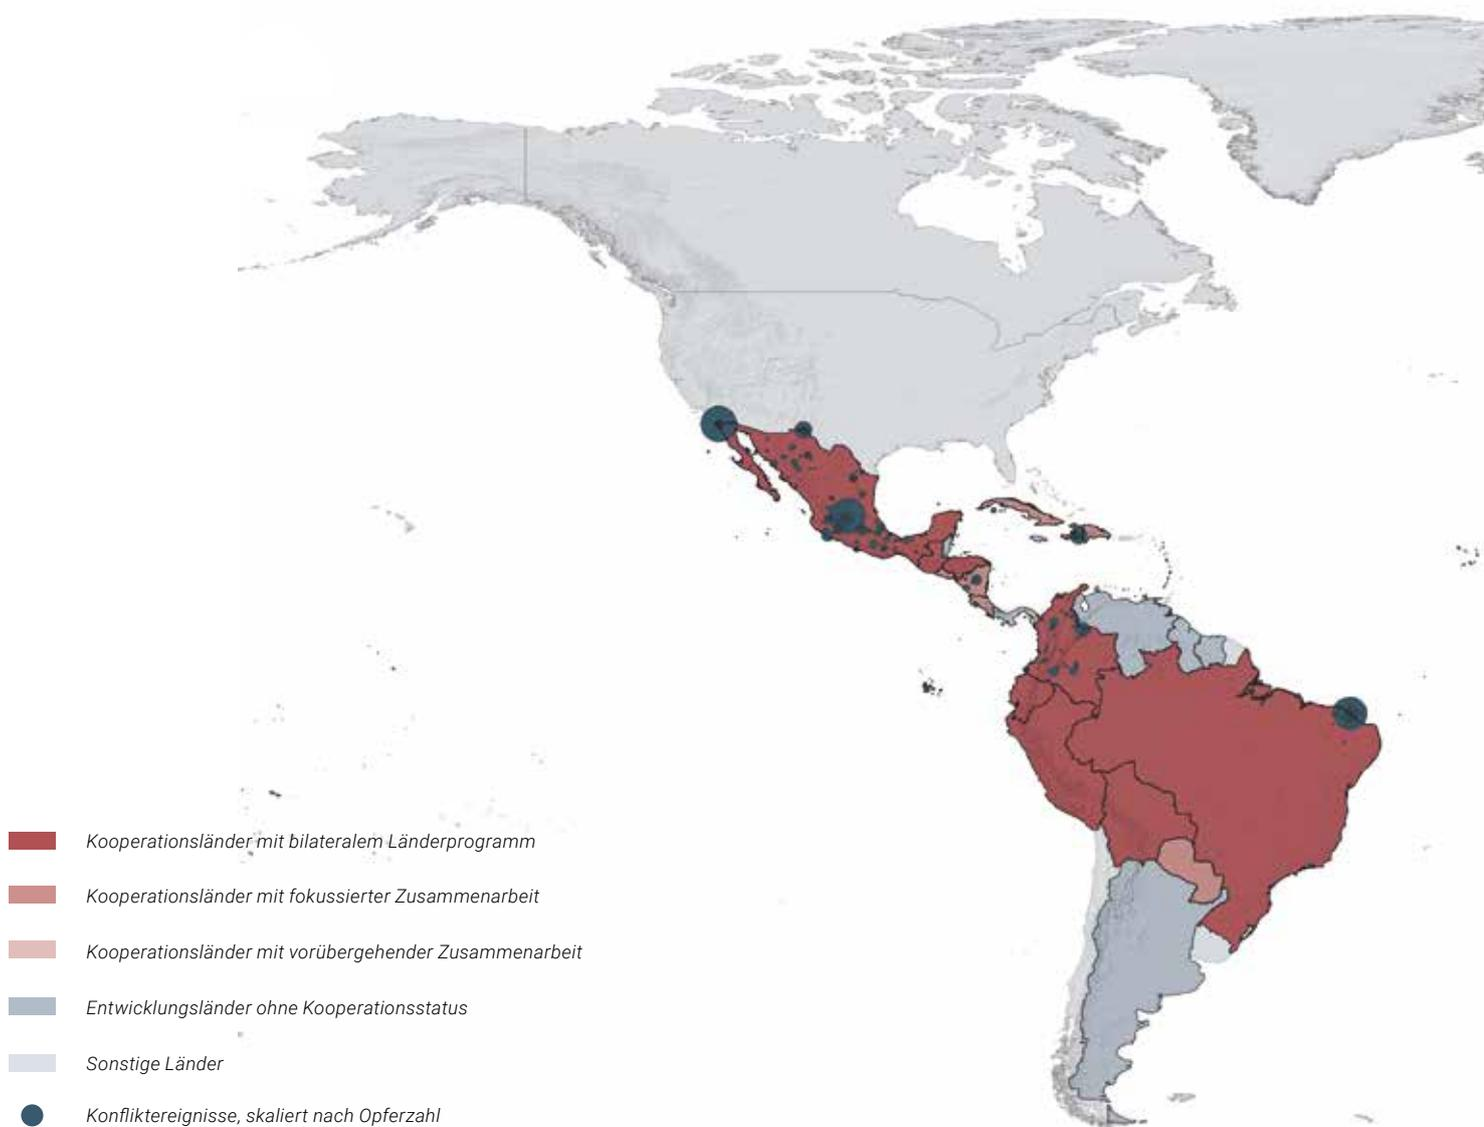 Kooperationsländer mit bilateralem Länderprogramm
Kooperationsländer mit fokussierter Zusammenarbeit
Kooperationsländer mit vorübergehender Zusammenarbeit
Entwicklungsländer ohne Kooperationsstatus
Sonstige Länder
Konfliktereignisse, skaliert nach Opferzahl